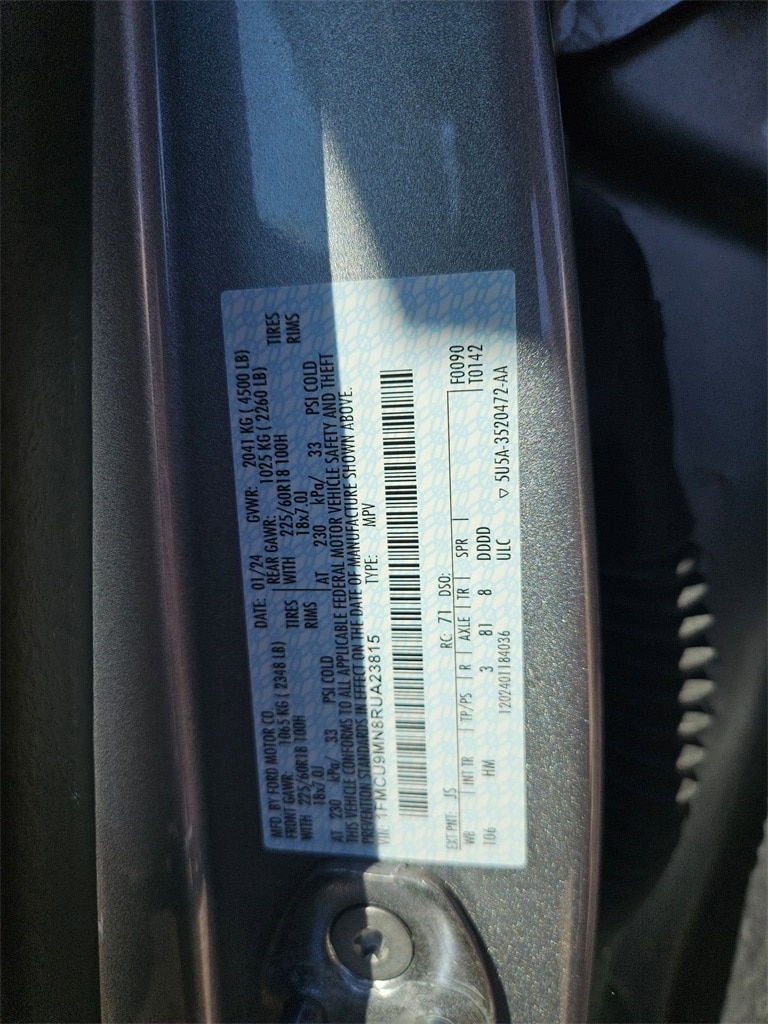 MFD. BY FORD MOTOR CO. DATE: 01/24 GVWR: 2041 KG ( 4500 LB)
FRONT GAWR: 1065 KG ( 2348 LB) REAR GAWR: 1025 KG ( 2260 LB)
WITH 225/60R18 100H TIRES WITH 225/60R18 100H TIRES
18x7.0J RIMS 18x7.0J RIMS
AT 230 kPa/ 33 PSI COLD AT 230 kPa/ 33 PSI COLD
THIS VEHICLE CONFORMS TO ALL APPLICABLE FEDERAL MOTOR VEHICLE SAFETY AND THEFT
PREVENTION STANDARDS IN EFFECT ON THE DATE OF MANUFACTURE SHOWN ABOVE.
VIN: 1FMCU9MN8RUA23815 TYPE: MPV
EXT PNT: JS RC: 71 DSO: F0090
WB INT TR TP/PS R AXLE TR SPR T0142
106 HM 3 81 8 DDDD
1202401184036 ULC ▽ 5U5A-3520472-AA